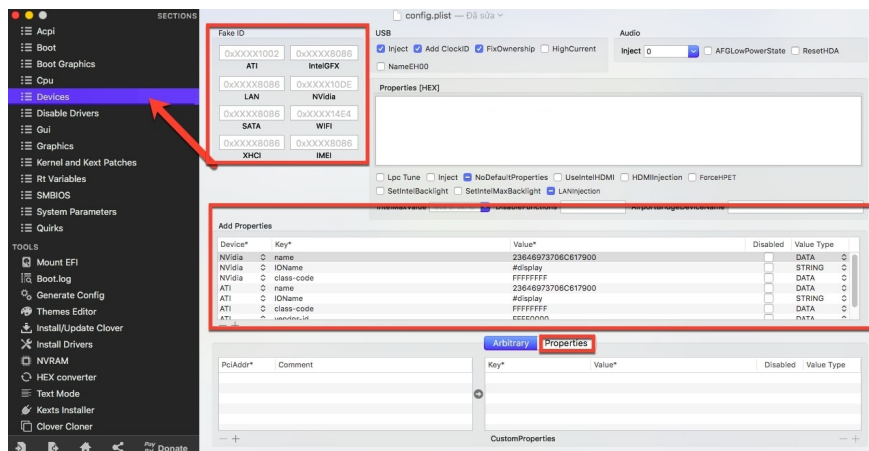 SECTIONS
config.plist — Đã sửa
Acpi
Boot
Boot Graphics
Cpu
Devices
Disable Drivers
Gui
Graphics
Kernel and Kext Patches
Rt Variables
SMBIOS
System Parameters
Quirks
TOOLS
Mount EFI
Boot.log
Generate Config
Themes Editor
Install/Update Clover
Install Drivers
NVRAM
HEX converter
Text Mode
Kexts Installer
Clover Cloner
Donate
Fake ID
0xXXXX1002 0xXXXX8086
ATI IntelGFX
0xXXXX8086 0xXXXX10DE
LAN NVidia
0xXXXX8086 0xXXXX14E4
SATA WIFI
0xXXXX8086 0xXXXX8086
XHCI IMEI
USB
Inject Add ClockID FixOwnership HighCurrent
NameEH00
Audio
Inject 0 AFGLowPowerState ResetHDA
Properties [HEX]
Lpc Tune Inject NoDefaultProperties UseIntelHDMI HDMIInjection ForceHPET
SetIntelBacklight SetIntelMaxBacklight LANInjection
IntelMaxValue DisableFunctions AirportBridgeDeviceName
Add Properties
Device* Key* Value* Disabled Value Type
NVidia name 23646973706C617900 DATA
NVidia IOName #display STRING
NVidia class-code FFFFFFFF DATA
ATI name 23646973706C617900 DATA
ATI IOName #display STRING
ATI class-code FFFFFFFF DATA
ATI vendor-id FFFF0000 DATA
Arbitrary Properties
PciAddr* Comment
Key* Value* Disabled Value Type
CustomProperties